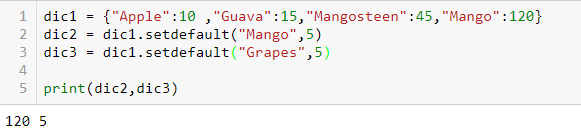 1 dic1 = {"Apple":10 ,"Guava":15,"Mangosteen":45,"Mango":120}
2 dic2 = dic1.setdefault("Mango",5)
3 dic3 = dic1.setdefault("Grapes",5)
4
5 print(dic2,dic3)
120 5